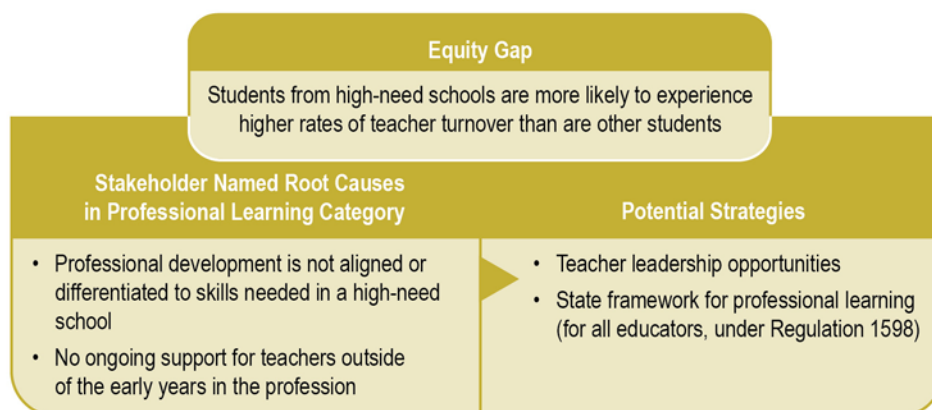 Equity Gap
Students from high-need schools are more likely to experience
higher rates of teacher turnover than are other students
Stakeholder Named Root Causes
in Professional Learning Category
• Professional development is not aligned or
differentiated to skills needed in a high-need
school
• No ongoing support for teachers outside
of the early years in the profession
Potential Strategies
• Teacher leadership opportunities
• State framework for professional learning
(for all educators, under Regulation 1598)